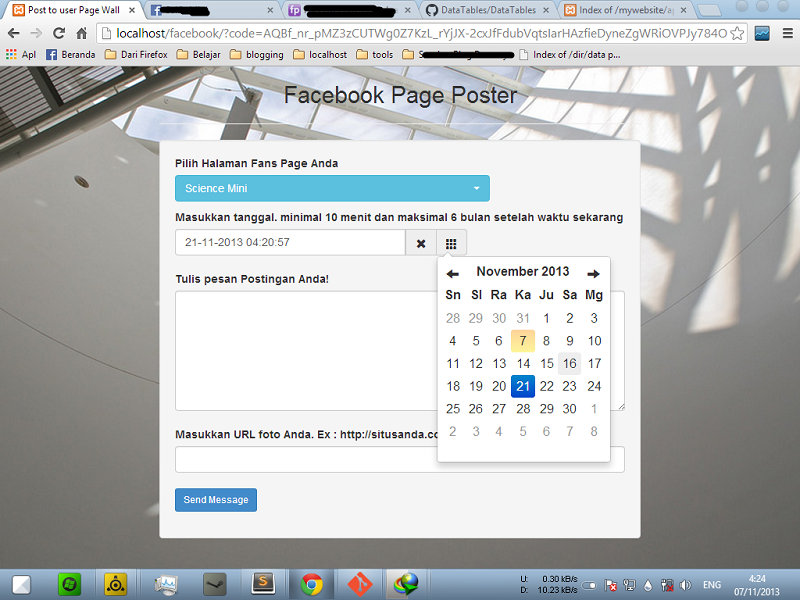 Post to user Page Wall
DataTables/DataTables
Index of /mywebsite/a
localhost/facebook/?code=AQBf_nr_pMZ3zCUTWg0Z7KzL_rYjJX-2cxJfFdubVqtsIarHAzfieDyneZgWRiOVPJy784O
Apl
Beranda
Dari Firefox
Belajar
blogging
localhost
tools
Index of /dir/data p...
Facebook Page Poster
Pilih Halaman Fans Page Anda
Science Mini
Masukkan tanggal. minimal 10 menit dan maksimal 6 bulan setelah waktu sekarang
21-11-2013 04:20:57
November 2013
Sn Sl Ra Ka Ju Sa Mg
28 29 30 31 1 2 3
4 5 6 7 8 9 10
11 12 13 14 15 16 17
18 19 20 21 22 23 24
25 26 27 28 29 30 1
2 3 4 5 6 7 8
Tulis pesan Postingan Anda!
Masukkan URL foto Anda. Ex : http://situsanda.co
Send Message
U: 0.30 kB/s
D: 10.23 kB/s
ENG
4:24
07/11/2013